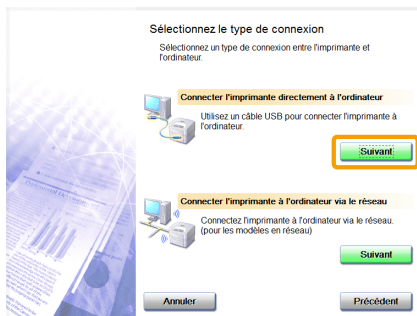 Sélectionnez le type de connexion
Sélectionnez un type de connexion entre l'imprimante et
l'ordinateur.
Connecter l'imprimante directement à l'ordinateur
Utilisez un câble USB pour connecter l'imprimante à
l'ordinateur.
Suivant
Connecter l'imprimante à l'ordinateur via le réseau
Connectez l'imprimante à l'ordinateur via le réseau.
(pour les modèles en réseau)
Suivant
Annuler
Précédent